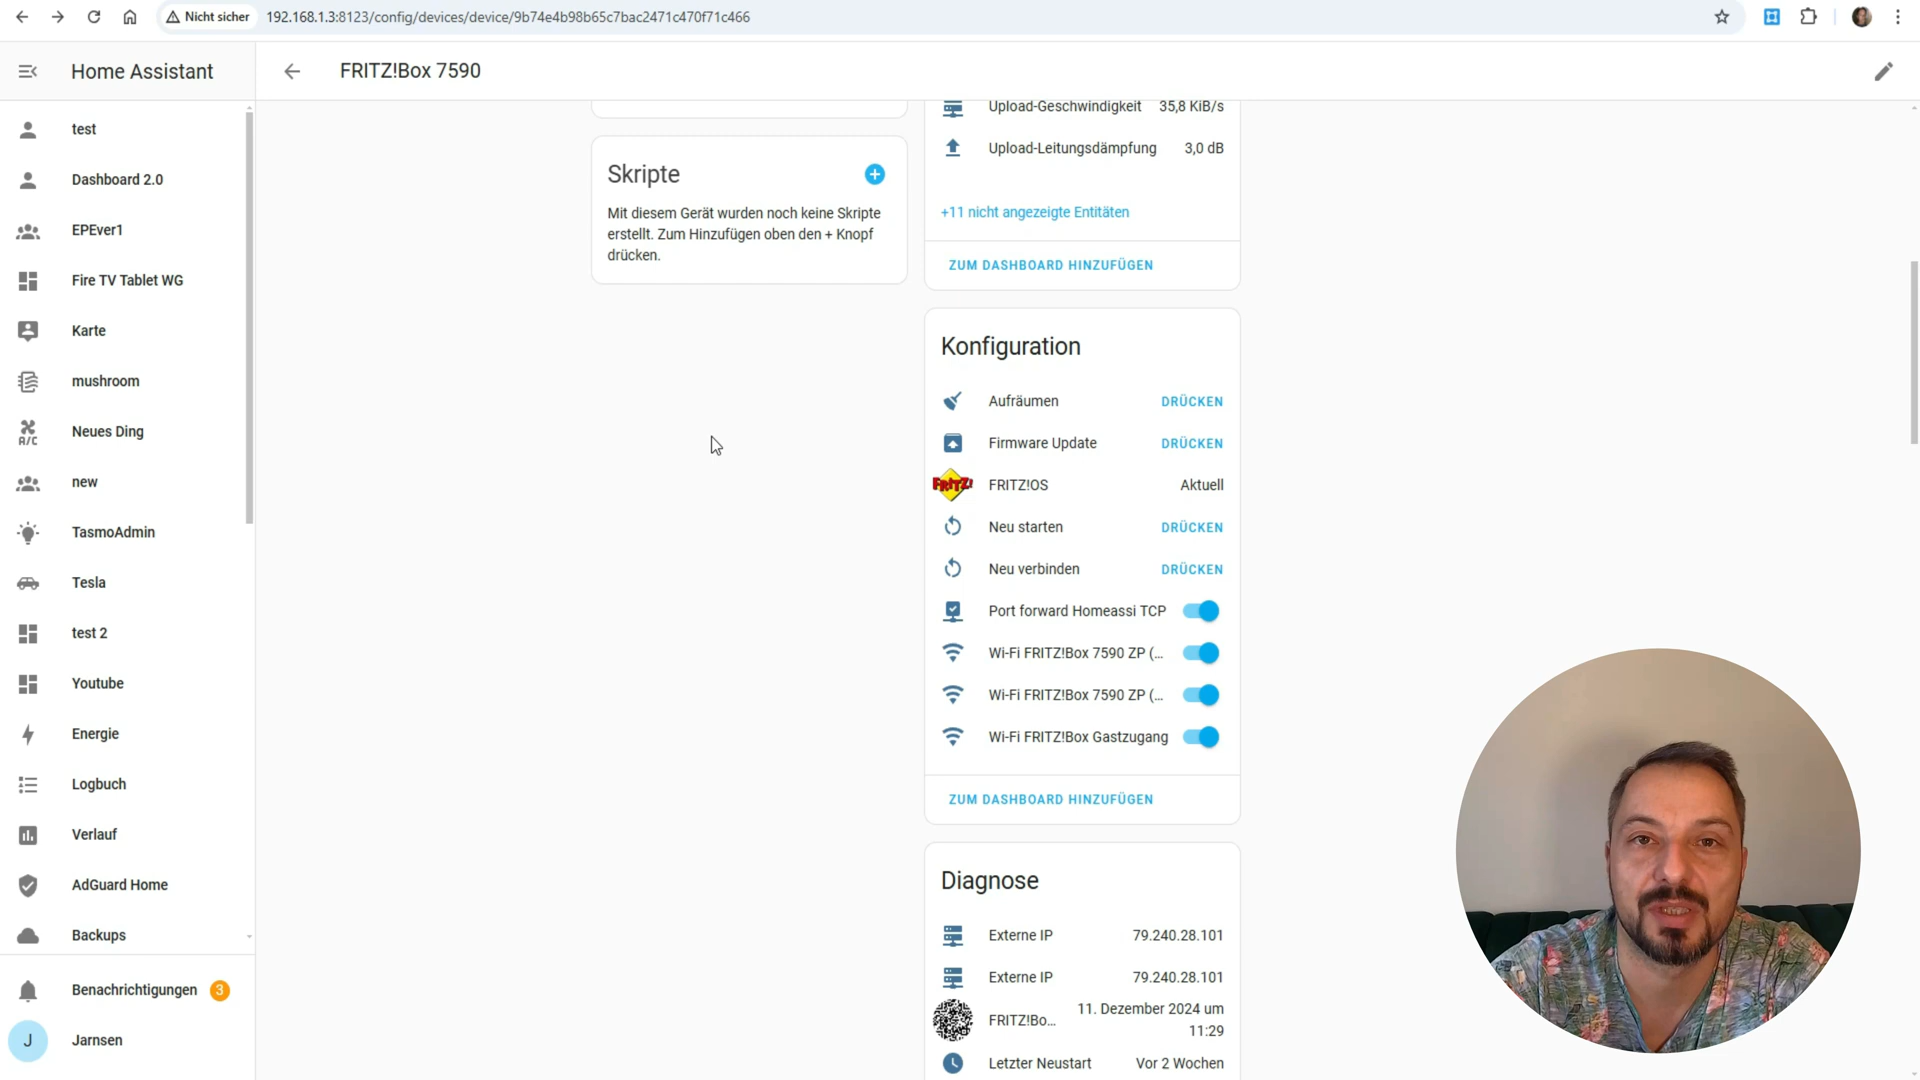 Nicht sicher
192.168.1.3:8123/config/devices/device/9b74e4b98b65c7bac2471c470f71c466
Home Assistant
FRITZ!Box 7590
test
Dashboard 2.0
EPEver1
Fire TV Tablet WG
Karte
mushroom
A/C
Neues Ding
new
TasmoAdmin
Tesla
test 2
Youtube
Energie
Logbuch
Verlauf
AdGuard Home
Backups
Benachrichtigungen 3
J
Jarnsen
Skripte
Mit diesem Gerät wurden noch keine Skripte
erstellt. Zum Hinzufügen oben den + Knopf
drücken.
Upload-Geschwindigkeit 35,8 KiB/s
Upload-Leitungsdämpfung 3,0 dB
+11 nicht angezeigte Entitäten
ZUM DASHBOARD HINZUFÜGEN
Konfiguration
Aufräumen DRÜCKEN
Firmware Update DRÜCKEN
FRITZ! FRITZ!OS Aktuell
Neu starten DRÜCKEN
Neu verbinden DRÜCKEN
Port forward Homeassi TCP
Wi-Fi FRITZ!Box 7590 ZP (...
Wi-Fi FRITZ!Box 7590 ZP (...
Wi-Fi FRITZ!Box Gastzugang
ZUM DASHBOARD HINZUFÜGEN
Diagnose
Externe IP 79.240.28.101
Externe IP 79.240.28.101
FRITZ!Bo... 11. Dezember 2024 um
11:29
Letzter Neustart Vor 2 Wochen